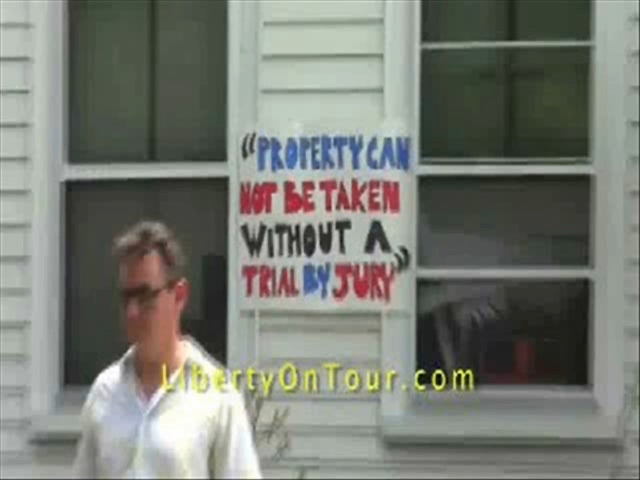 "PROPERTY CAN
NOT BE TAKEN
WITHOUT A
TRIAL BY JURY"
LibertyOnTour.com